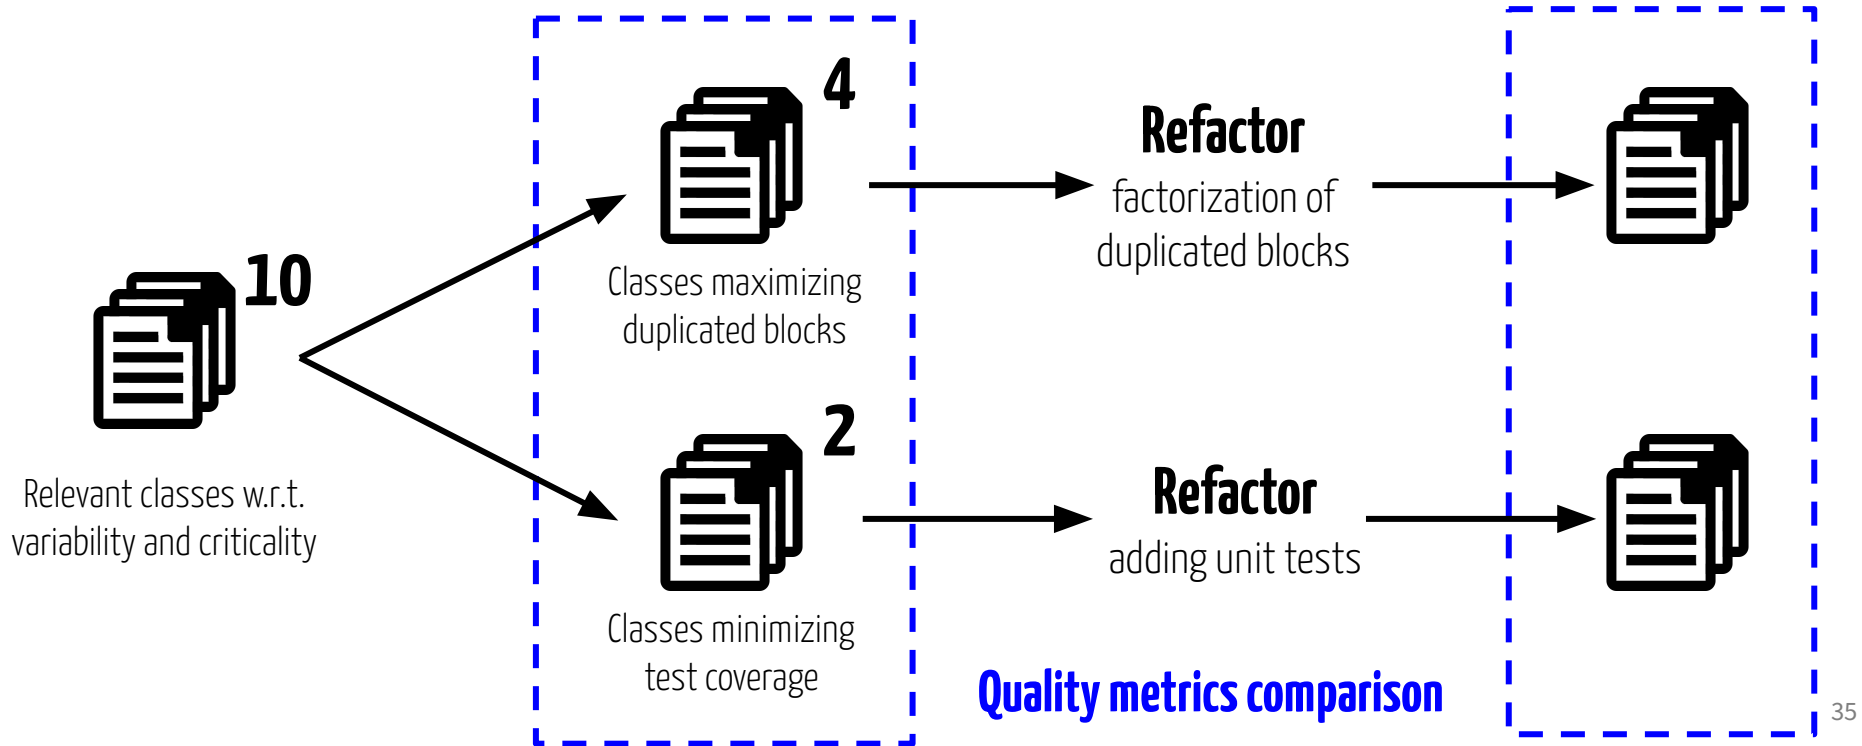 10
Relevant classes w.r.t.
variability and criticality
4
Classes maximizing
duplicated blocks
2
Classes minimizing
test coverage
Refactor
factorization of
duplicated blocks
Refactor
adding unit tests
Quality metrics comparison
35